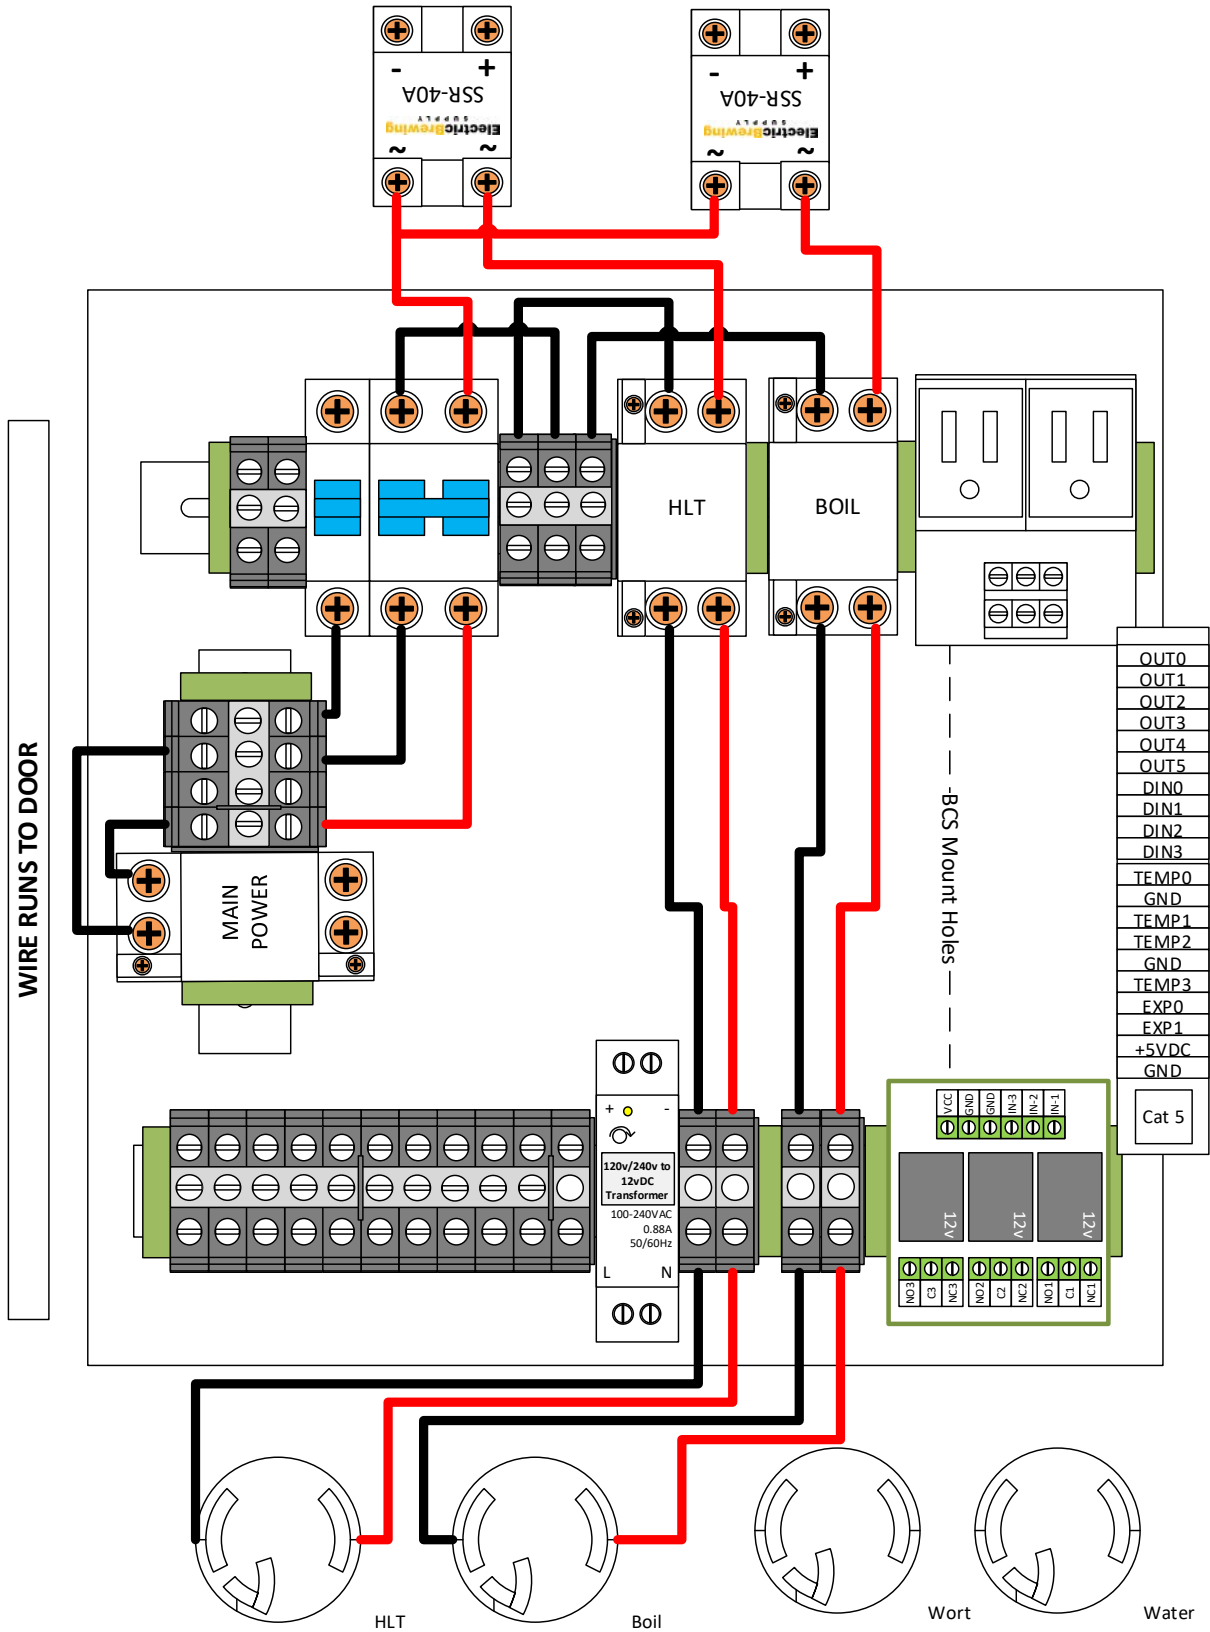 - +
SSR-40A
ElectricBrewing
SUPPLY
~ ~
- +
SSR-40A
ElectricBrewing
SUPPLY
~ ~
HLT
BOIL
WIRE RUNS TO DOOR
MAIN
POWER
BCS Mount Holes
OUT0
OUT1
OUT2
OUT3
OUT4
OUT5
DIN0
DIN1
DIN2
DIN3
TEMP0
GND
TEMP1
TEMP2
GND
TEMP3
EXP0
EXP1
+5VDC
GND
Cat 5
+ -
120v/240v to
12vDC
Transformer
100-240VAC
0.88A
50/60Hz
L N
VCC
GND
GND
IN-3
IN-2
IN-1
12v
12v
12v
NO3
C3
NC3
NO2
C2
NC2
NO1
C1
NC1
HLT
Boil
Wort
Water